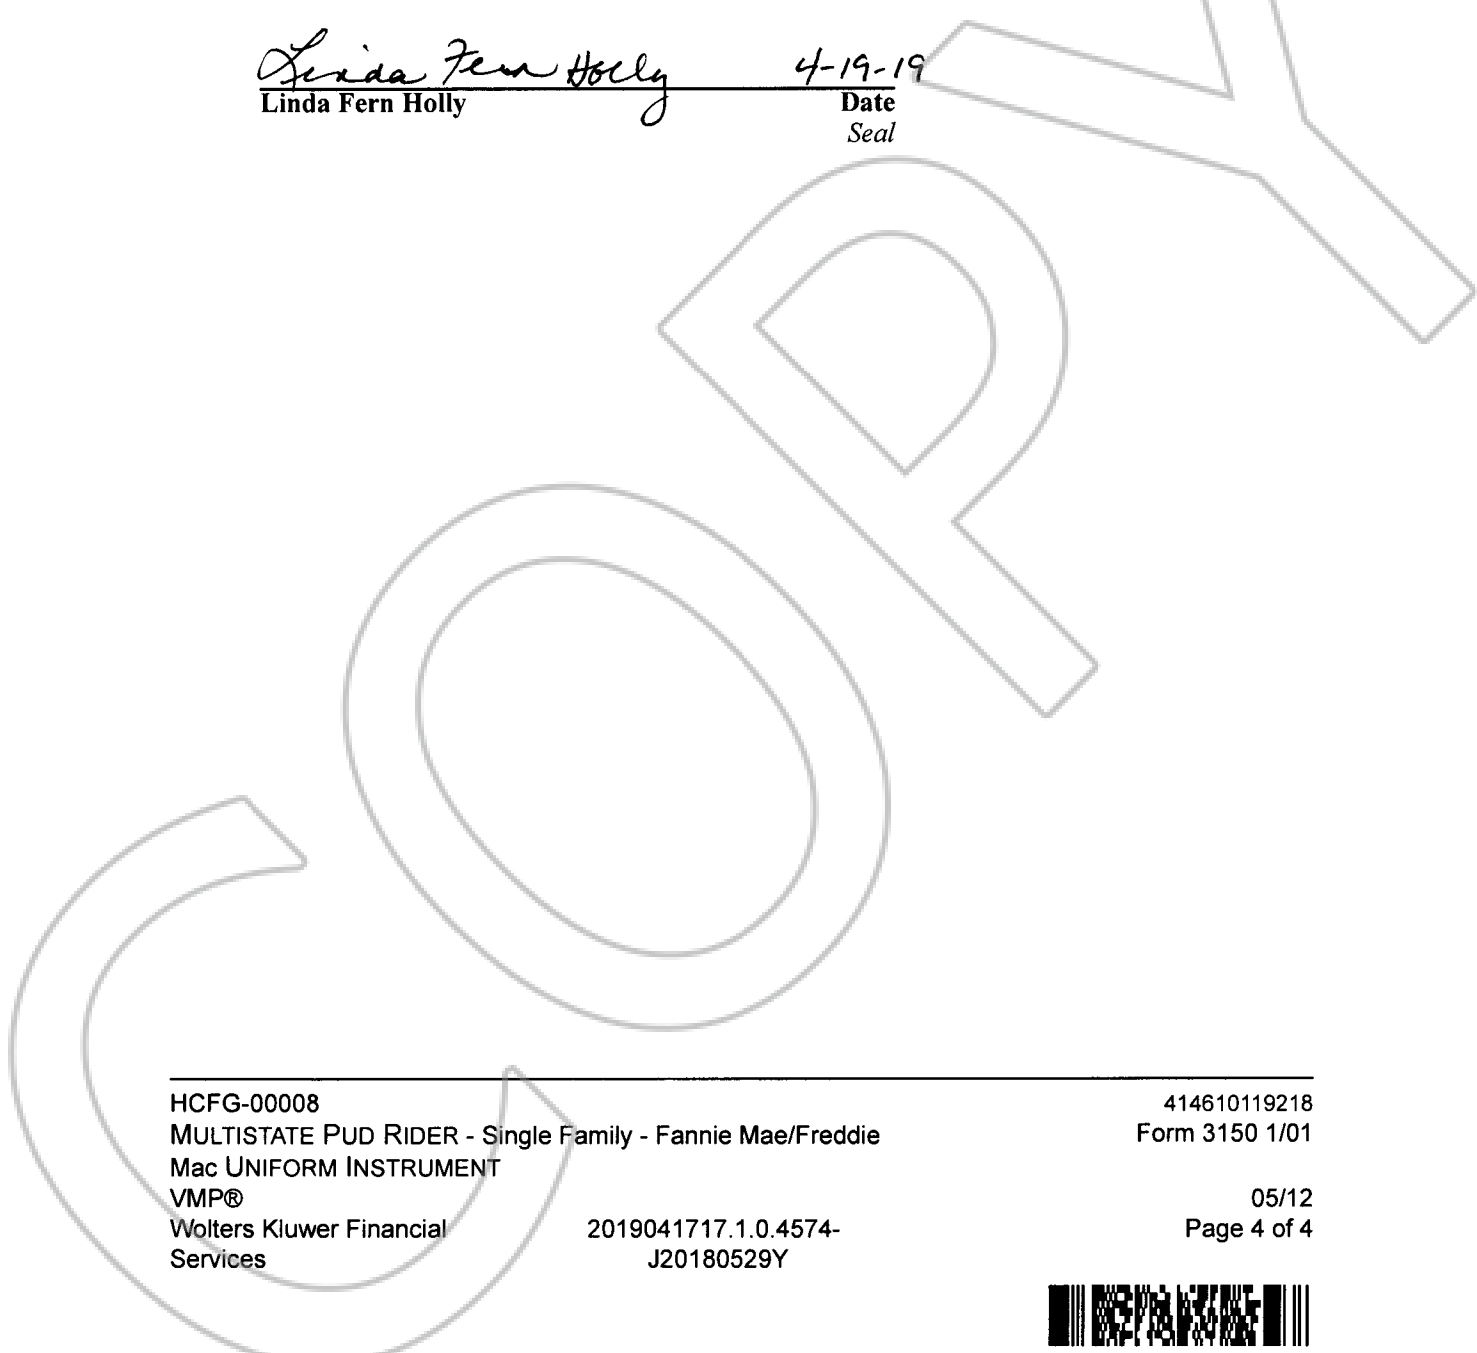 Linda Fern Holly 4-19-19
Linda Fern Holly Date
Seal
COPY
HCFG-00008 414610119218
MULTISTATE PUD RIDER - Single Family - Fannie Mae/Freddie Form 3150 1/01
Mac UNIFORM INSTRUMENT
VMP® 05/12
Wolters Kluwer Financial 2019041717.1.0.4574- Page 4 of 4
Services J20180529Y